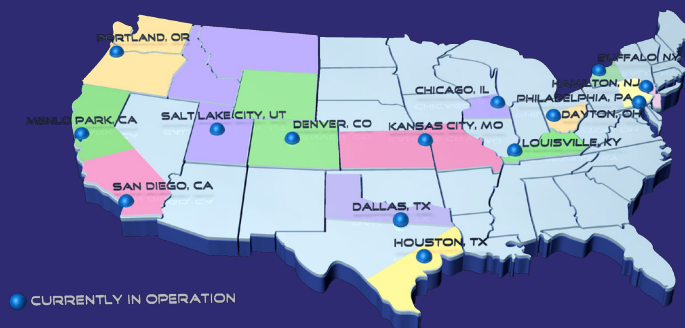 PORTLAND, OR
BUFFALO, NY
HAMILTON, NJ
CHICAGO, IL
PHILADELPHIA, PA
MENLO PARK, CA
SALT LAKE CITY, UT
DENVER, CO
KANSAS CITY, MO
DAYTON, OH
LOUISVILLE, KY
SAN DIEGO, CA
DALLAS, TX
HOUSTON, TX
CURRENTLY IN OPERATION